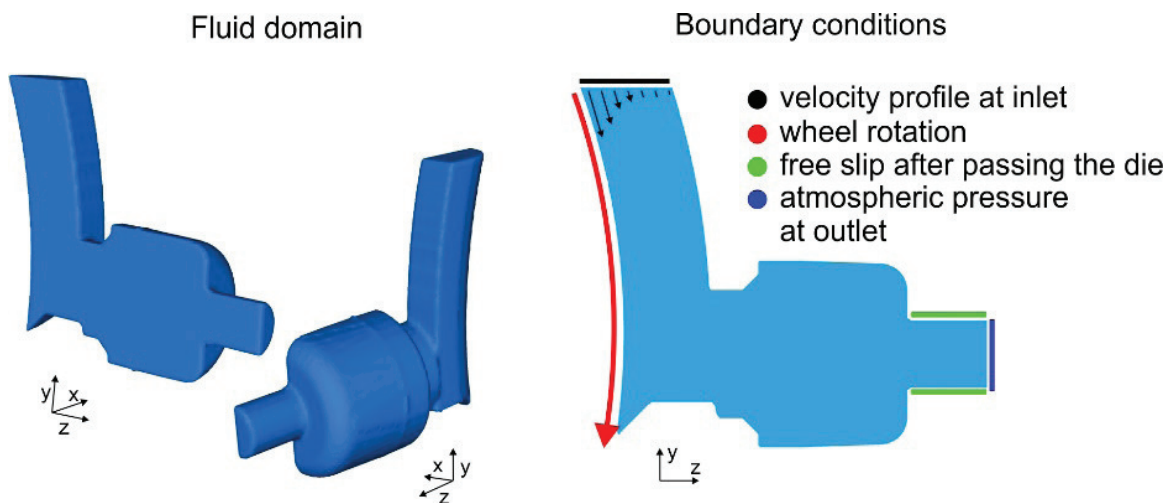 Fluid domain
Boundary conditions
velocity profile at inlet
wheel rotation
free slip after passing the die
atmospheric pressure
at outlet
y
x
z
x
y
z
y
z